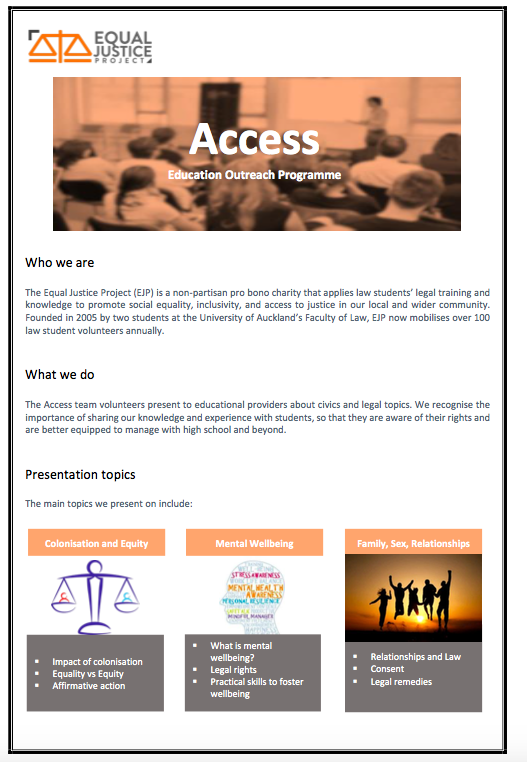 EQUAL
JUSTICE
PROJECT
Access
Education Outreach Programme
Who we are
The Equal Justice Project (EJP) is a non-partisan pro bono charity that applies law students’ legal training and
knowledge to promote social equality, inclusivity, and access to justice in our local and wider community.
Founded in 2005 by two students at the University of Auckland’s Faculty of Law, EJP now mobilises over 100
law student volunteers annually.
What we do
The Access team volunteers present to educational providers about civics and legal topics. We recognise the
importance of sharing our knowledge and experience with students, so that they are aware of their rights and
are better equipped to manage with high school and beyond.
Presentation topics
The main topics we present on include:
Colonisation and Equity
▪ Impact of colonisation
▪ Equality vs Equity
▪ Affirmative action
Mental Wellbeing
STRESS AWARENESS
MENTAL HEALTH
AWARENESS
PERSONAL RESILIENCE
MINDFUL MANAGER
HAPPINESS
▪ What is mental
wellbeing?
▪ Legal rights
▪ Practical skills to foster
wellbeing
Family, Sex, Relationships
▪ Relationships and Law
▪ Consent
▪ Legal remedies